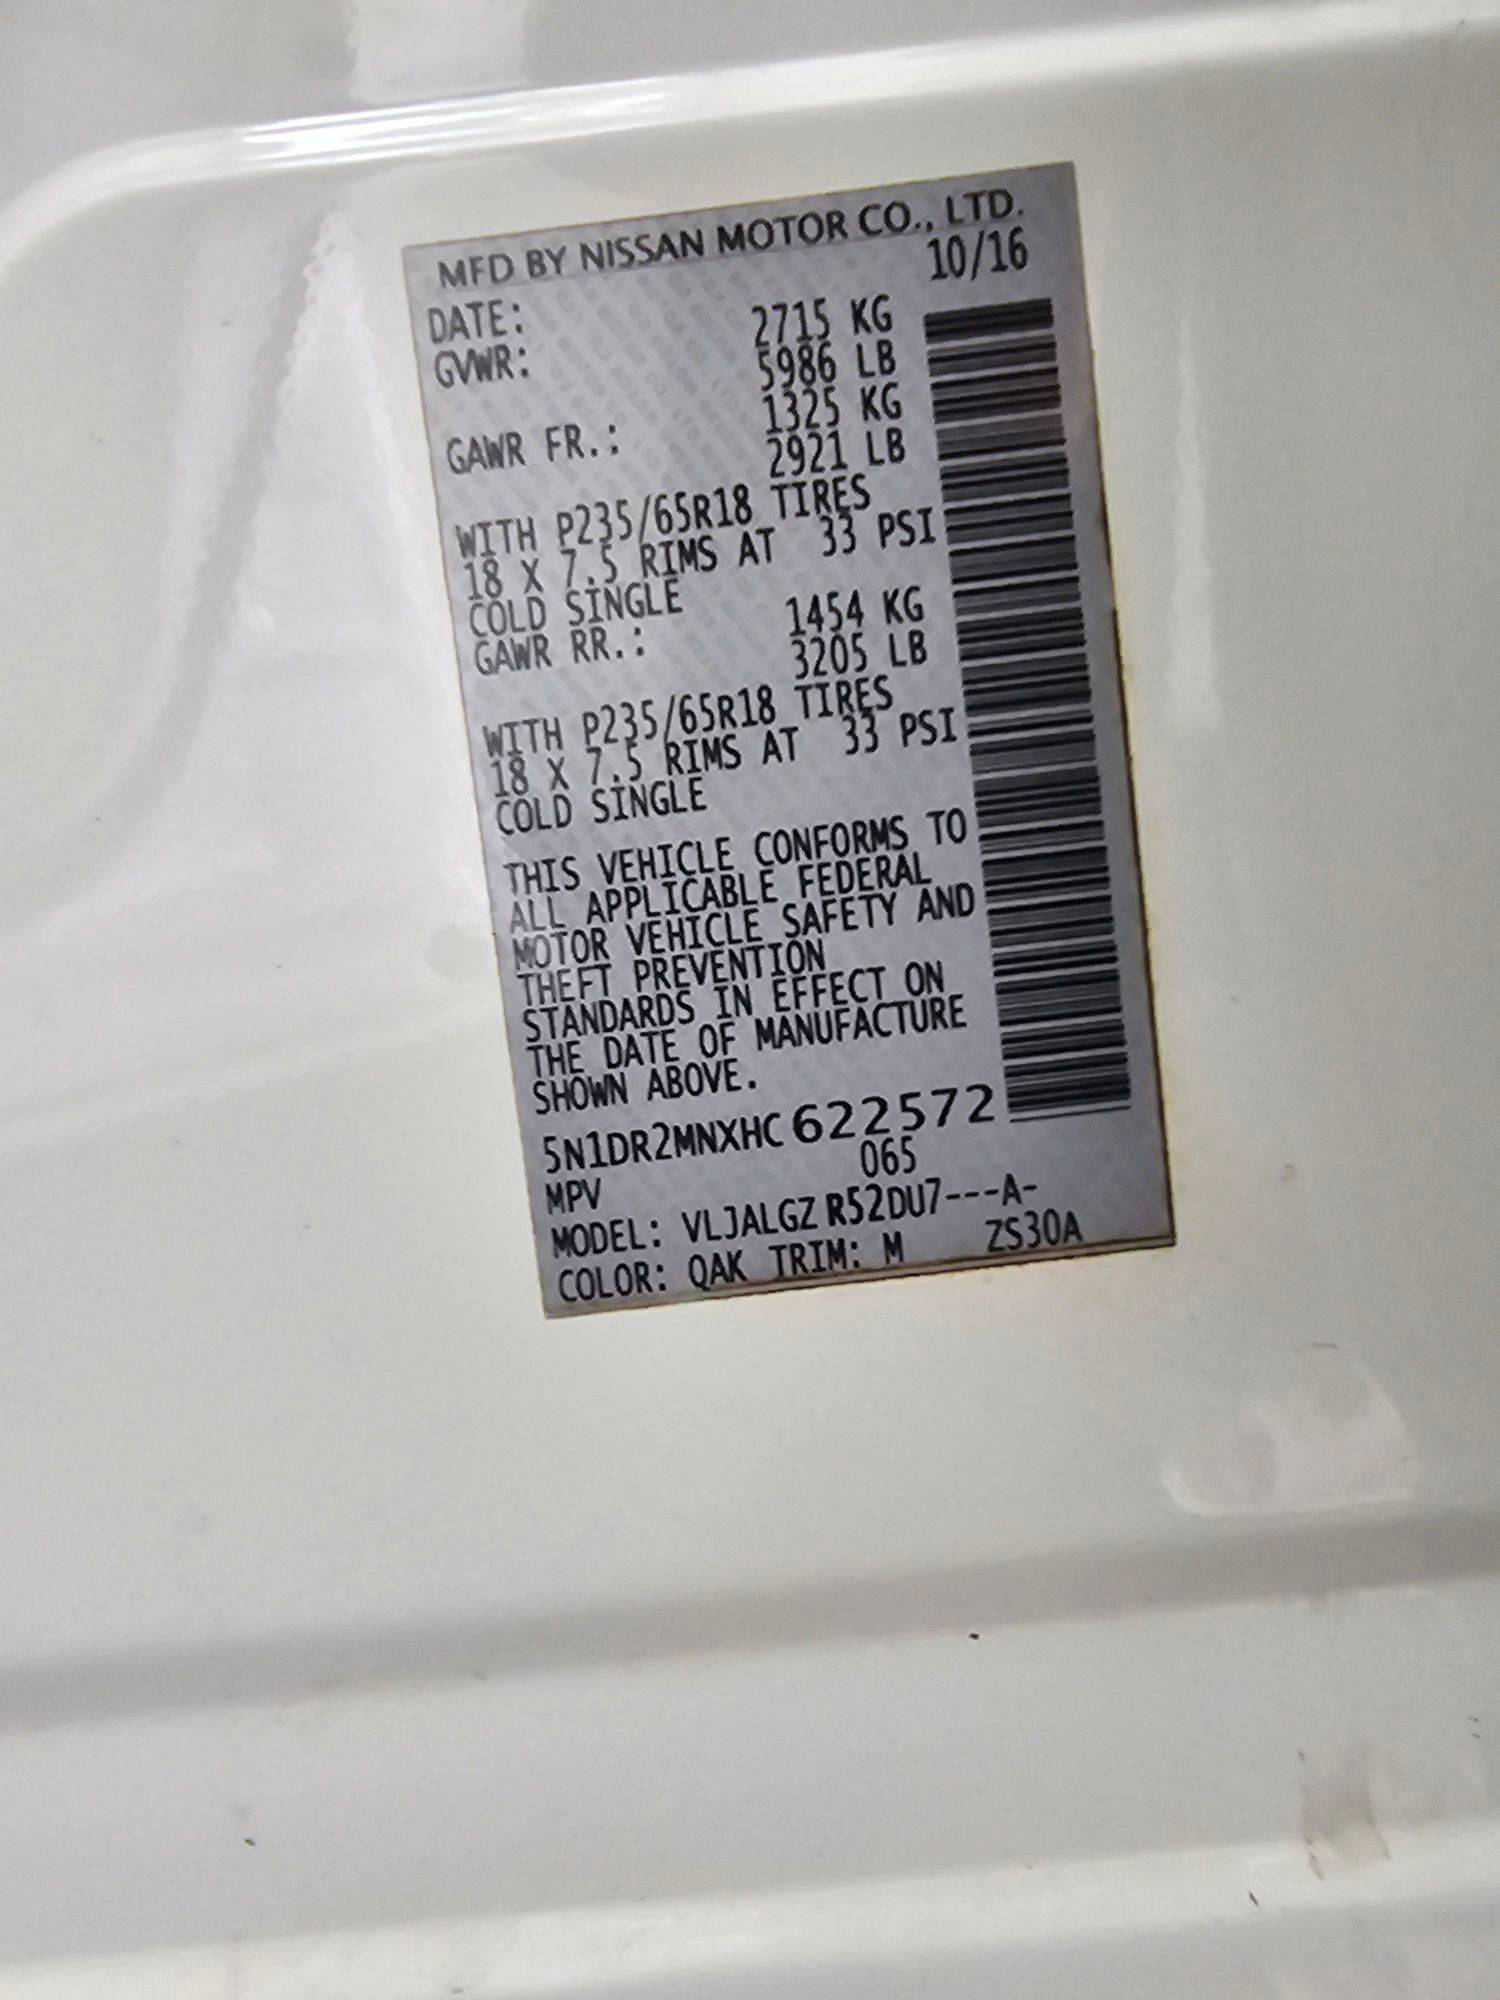 MFD BY NISSAN MOTOR CO., LTD.
DATE: 10/16
GVWR: 2715 KG
5986 LB
GAWR FR.: 1325 KG
2921 LB
WITH P235/65R18 TIRES
18 X 7.5 RIMS AT 33 PSI
COLD SINGLE
GAWR RR.: 1454 KG
3205 LB
WITH P235/65R18 TIRES
18 X 7.5 RIMS AT 33 PSI
COLD SINGLE
THIS VEHICLE CONFORMS TO
ALL APPLICABLE FEDERAL
MOTOR VEHICLE SAFETY AND
THEFT PREVENTION
STANDARDS IN EFFECT ON
THE DATE OF MANUFACTURE
SHOWN ABOVE.
5N1DR2MNXHC622572
MPV 065
MODEL: VLJALGZ R52DU7---A-
COLOR: QAK TRIM: M ZS30A